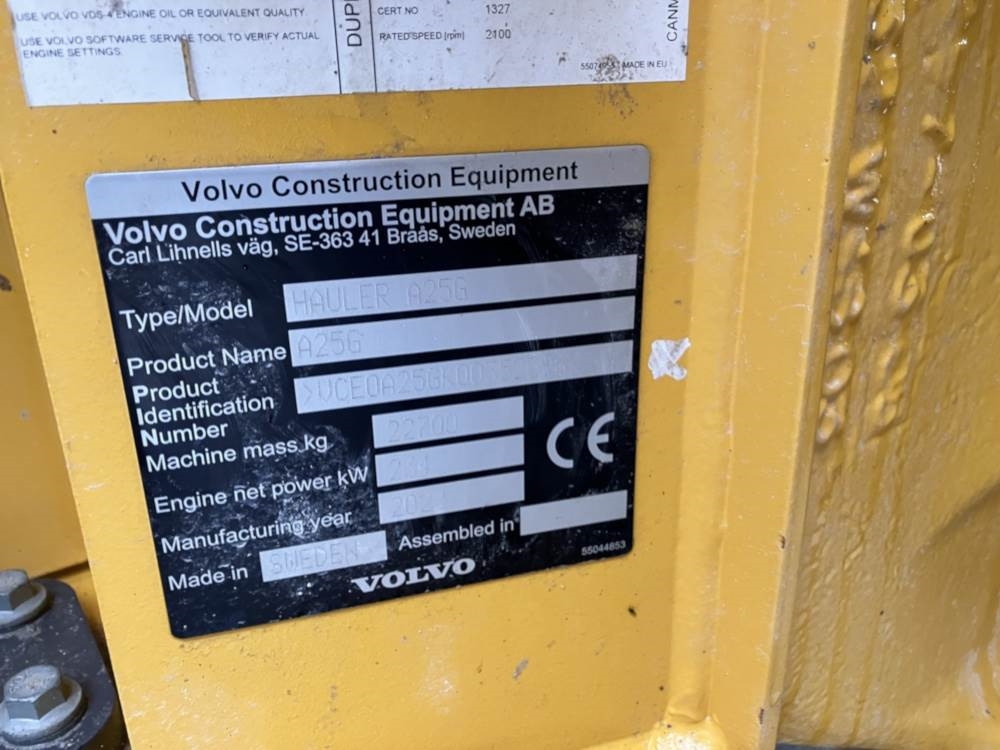 USE VOLVO VDS-4 ENGINE OIL OR EQUIVALENT QUALITY
USE VOLVO SOFTWARE SERVICE TOOL TO VERIFY ACTUAL
ENGINE SETTINGS
DUPL
CERT NO 1327
RATED SPEED [rpm] 2100
MADE IN EU
CANM
Volvo Construction Equipment
Volvo Construction Equipment AB
Carl Lihnells väg, SE-363 41 Braås, Sweden
Type/Model HAULER A25G
Product Name A25G
Product
Identification
Number
Machine mass kg 22700
Engine net power kW
Manufacturing year
Made in SWEDEN Assembled in
CE
VOLVO
55044853